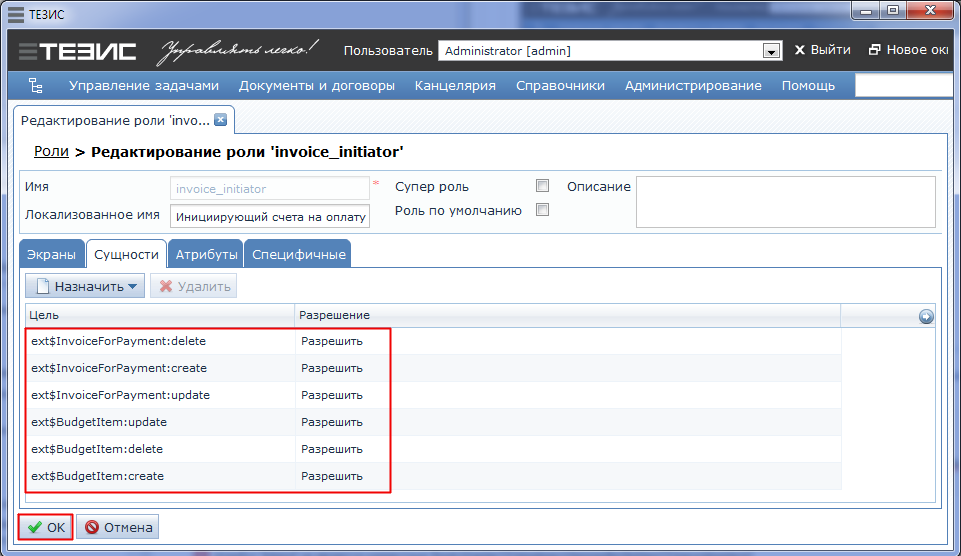 ТЕЗИС
ТЕЗИС Управлять легко! Пользователь Administrator [admin] Выйти Новое окн
Управление задачами Документы и договоры Канцелярия Справочники Администрирование Помощь
Редактирование роли 'invo...
Роли > Редактирование роли 'invoice_initiator'
Имя invoice_initiator * Супер роль Описание
Локализованное имя Инициирующий счета на оплату Роль по умолчанию
Экраны Сущности Атрибуты Специфичные
Назначить Удалить
Цель Разрешение
ext$InvoiceForPayment:delete Разрешить
ext$InvoiceForPayment:create Разрешить
ext$InvoiceForPayment:update Разрешить
ext$BudgetItem:update Разрешить
ext$BudgetItem:delete Разрешить
ext$BudgetItem:create Разрешить
OK Отмена